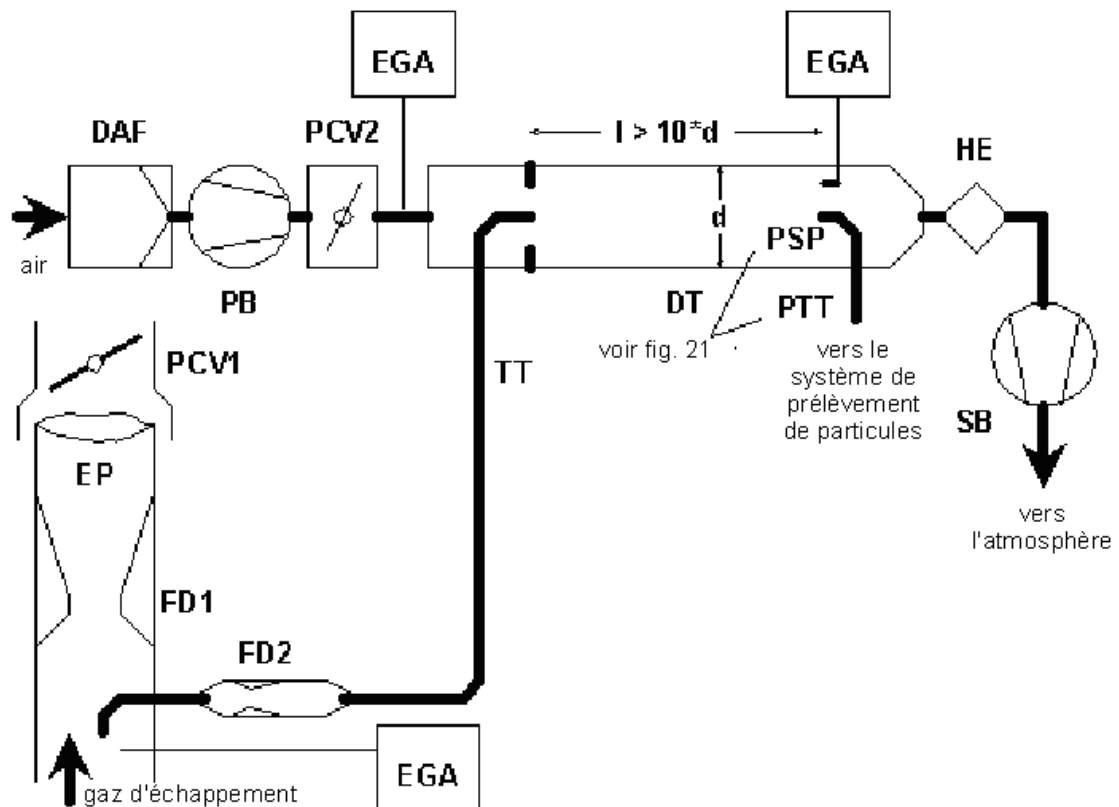 EGA
EGA
DAF
PCV2
l > 10*d
HE
air
PB
d
PSP
DT
PTT
voir fig. 21
vers le
système de
prélèvement
de particules
PCV1
TT
SB
EP
vers
l'atmosphère
FD1
FD2
EGA
gaz d'échappement